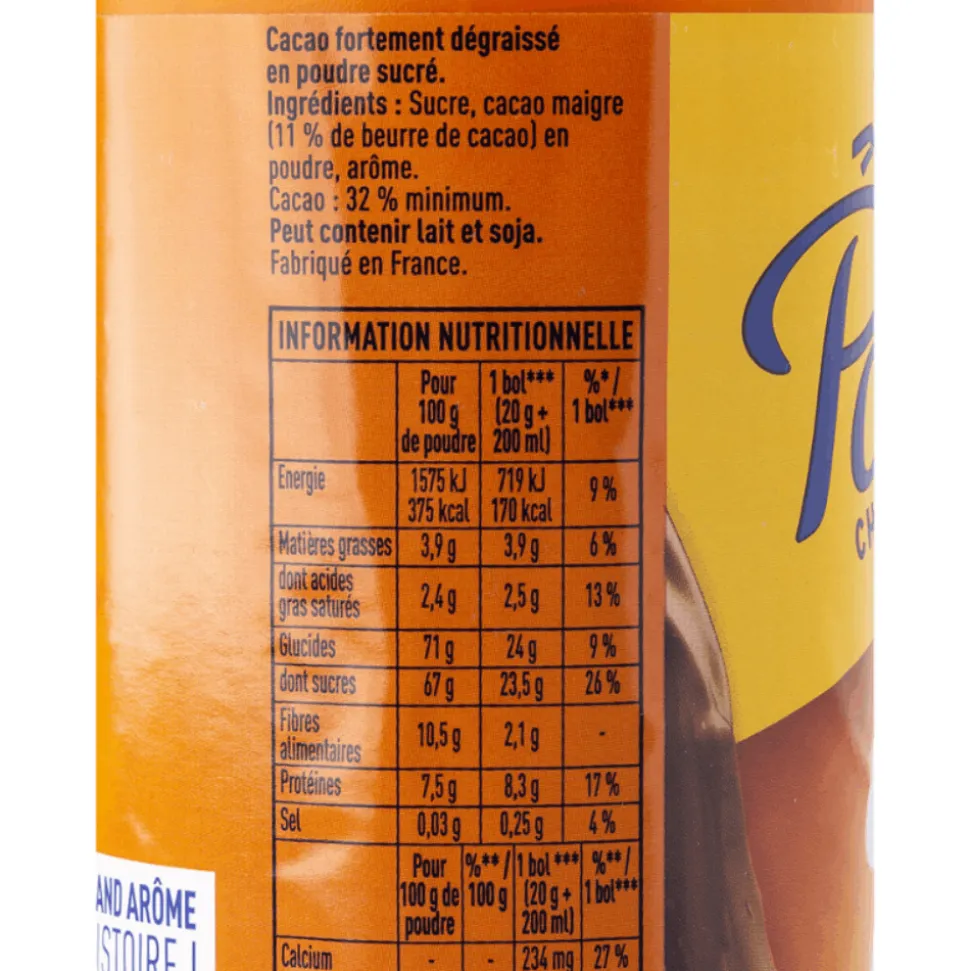 Cacao fortement dégraissé
en poudre sucré.
Ingrédients : Sucre, cacao maigre
(11 % de beurre de cacao) en
poudre, arôme.
Cacao : 32 % minimum.
Peut contenir lait et soja.
Fabriqué en France.
INFORMATION NUTRITIONNELLE
Pour 100 g de poudre 1 bol*** (20 g + 200 ml) %*/ 1 bol***
Energie 1575 kJ 375 kcal 719 kJ 170 kcal 9 %
Matières grasses 3,9 g 3,9 g 6 %
dont acides gras saturés 2,4 g 2,5 g 13 %
Glucides 71 g 24 g 9 %
dont sucres 67 g 23,5 g 26 %
Fibres alimentaires 10,5 g 2,1 g -
Protéines 7,5 g 8,3 g 17 %
Sel 0,03 g 0,25 g 4 %
Pour 100 g de poudre %**/ 100 g 1 bol *** (20 g + 200 ml) %**/ 1 bol***
Calcium - - 234 mg 27 %
AND ARÔME
ISTOIRE !
CH